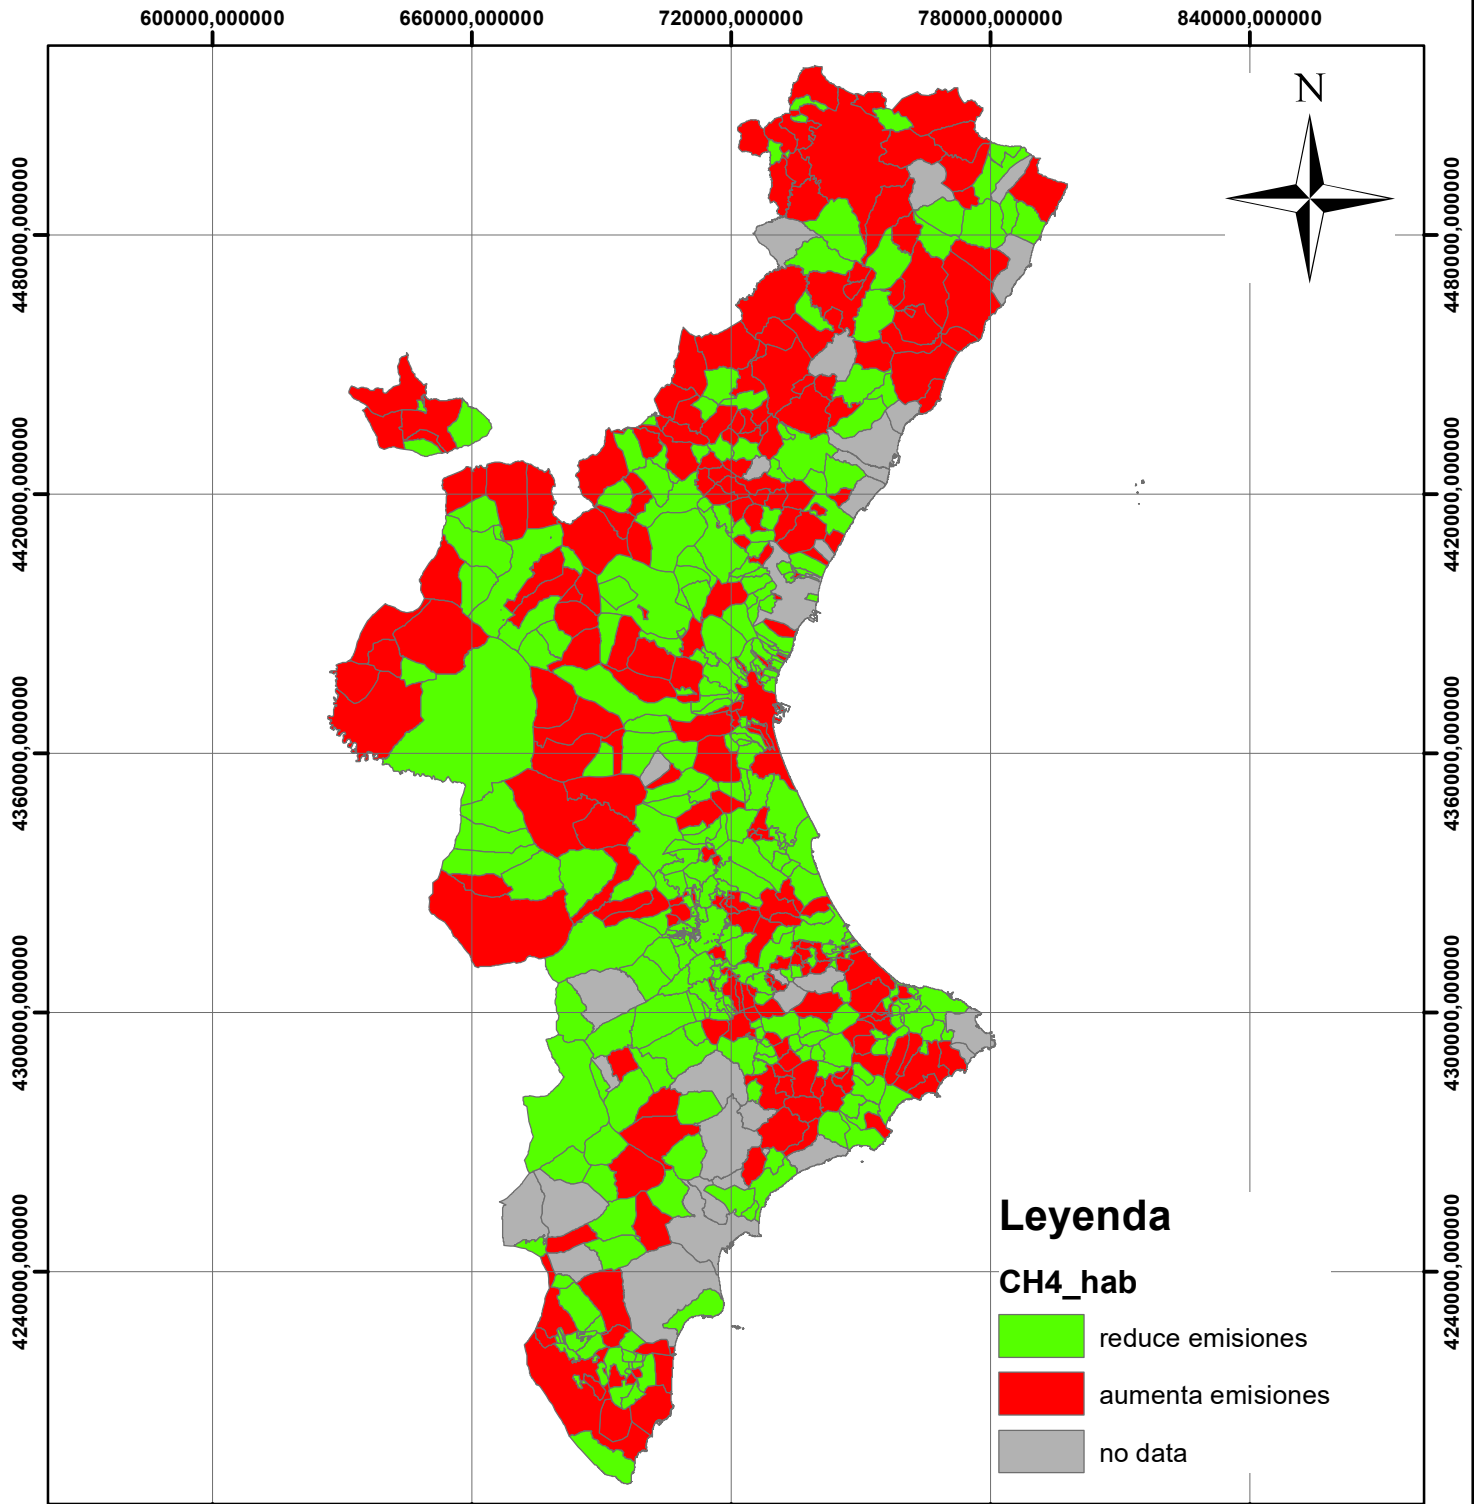 600000,000000 660000,000000 720000,000000 780000,000000 840000,000000
N
4480000,000000 4480000,000000
4420000,000000 4420000,000000
4360000,000000 4360000,000000
4300000,000000 4300000,000000
4240000,000000 4240000,000000
Leyenda
CH4_hab
reduce emisiones
aumenta emisiones
no data